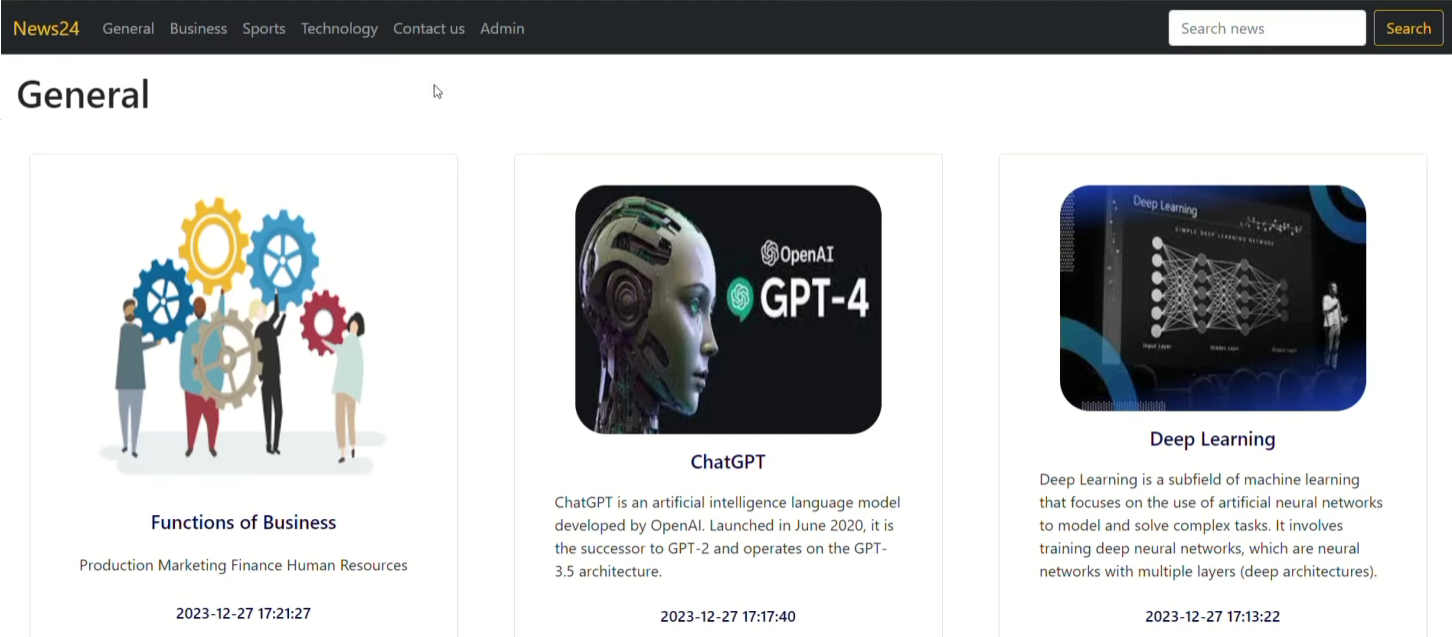 News24 General Business Sports Technology Contact us Admin Search news Search
General
OpenAI
GPT-4
Deep Learning
SIMPLE DEEP LEARNING NETWORK
Input Layer Hidden Layer Output Layer
Functions of Business
Production Marketing Finance Human Resources
2023-12-27 17:21:27
ChatGPT
ChatGPT is an artificial intelligence language model
developed by OpenAI. Launched in June 2020, it is
the successor to GPT-2 and operates on the GPT-
3.5 architecture.
2023-12-27 17:17:40
Deep Learning
Deep Learning is a subfield of machine learning
that focuses on the use of artificial neural networks
to model and solve complex tasks. It involves
training deep neural networks, which are neural
networks with multiple layers (deep architectures).
2023-12-27 17:13:22